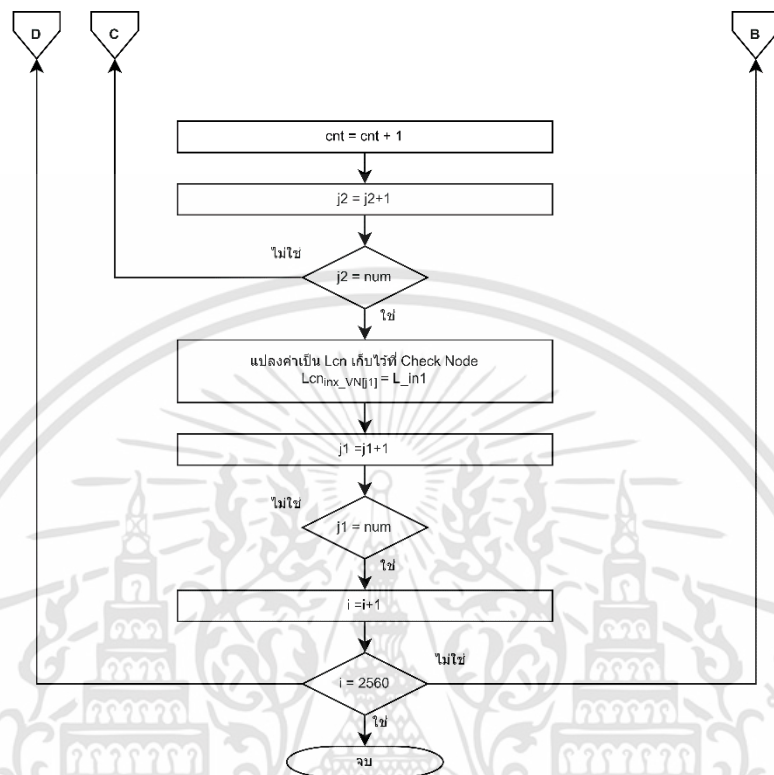 D
C
B
cnt = cnt + 1
j2 = j2+1
ไม่ใช่
j2 = num
ใช่
แปลงค่าเป็น Lcn เก็บไว้ที่ Check Node
Lcninx_VN[j1] = L_in1
j1 =j1+1
ไม่ใช่
j1 = num
ใช่
i =i+1
ไม่ใช่
i = 2560
ใช่
จบ